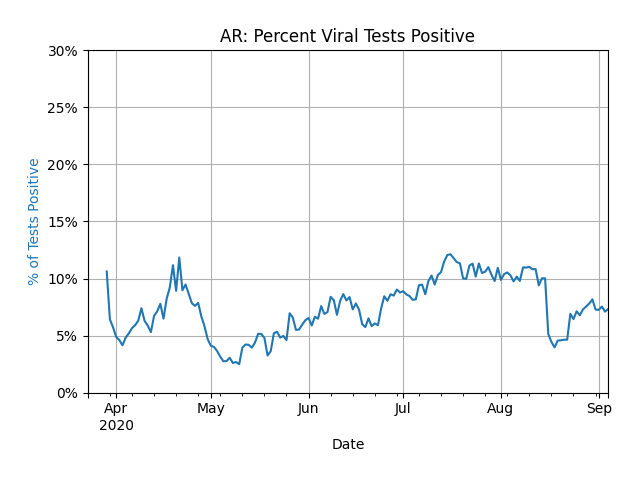 AR: Percent Viral Tests Positive
30%
25%
20%
15%
10%
5%
0%
% of Tests Positive
Apr
2020
May
Jun
Jul
Aug
Sep
Date